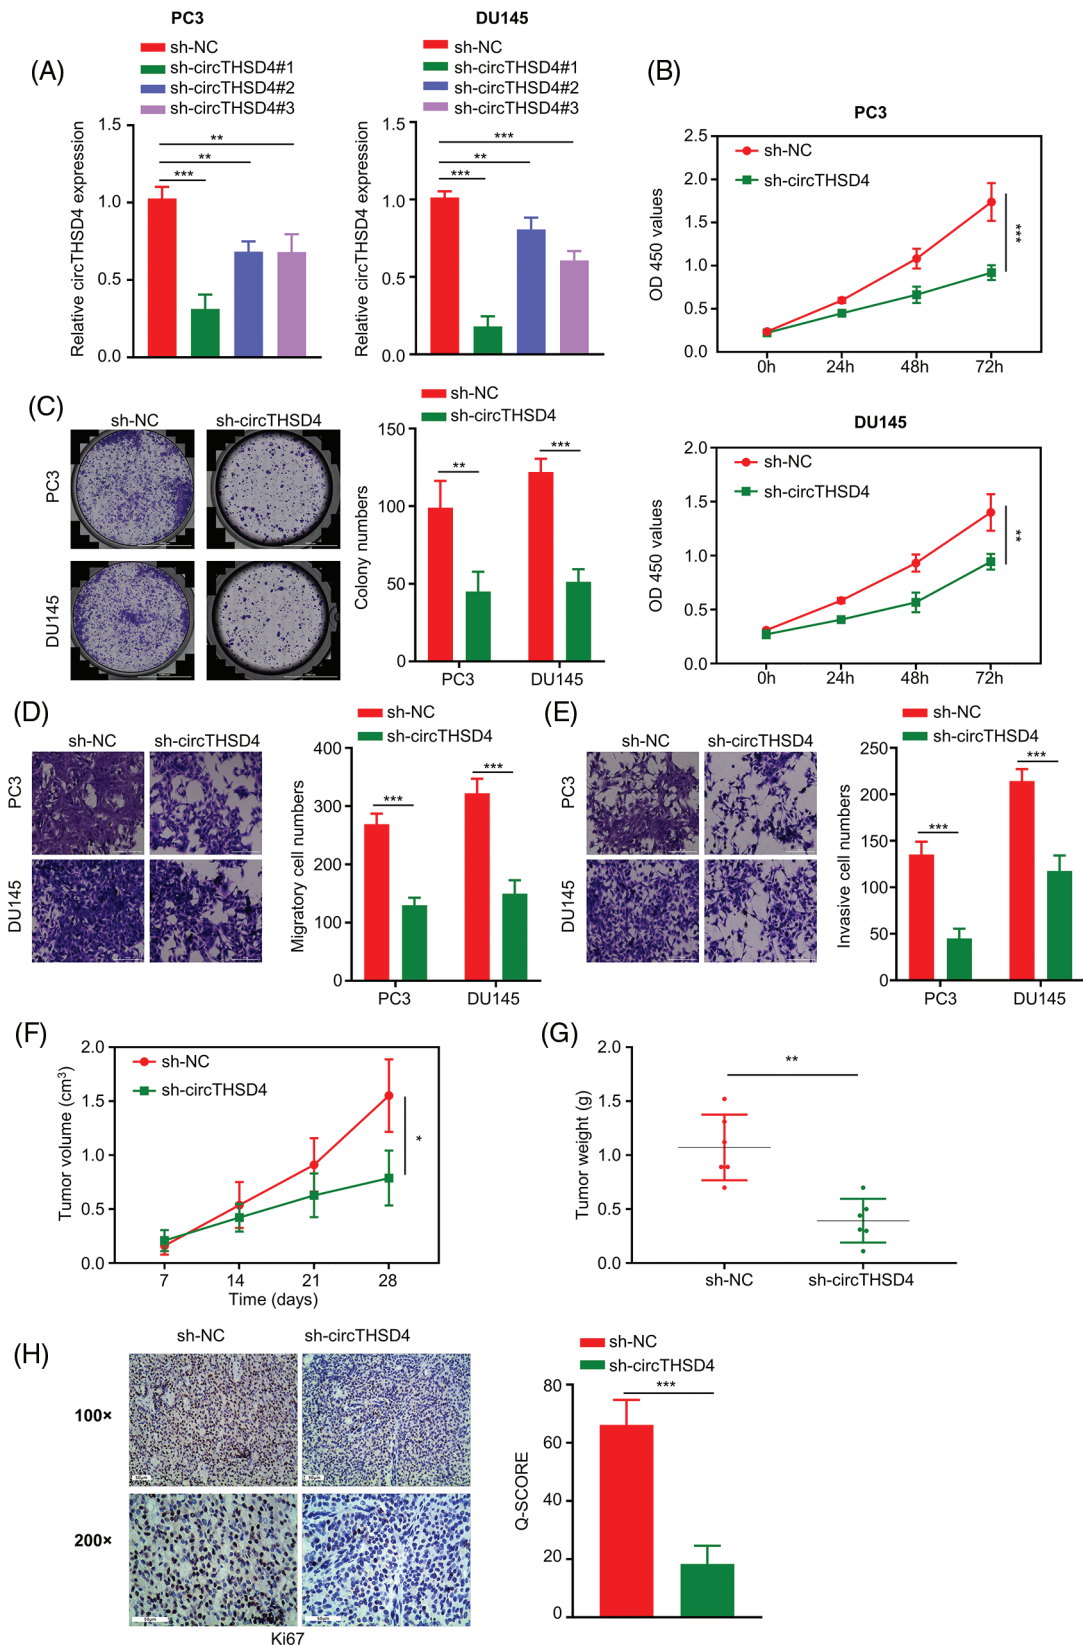 PC3
DU145
(A)
sh-NC
sh-circTHSD4#1
sh-circTHSD4#2
sh-circTHSD4#3
sh-NC
sh-circTHSD4#1
sh-circTHSD4#2
sh-circTHSD4#3
Relative circTHSD4 expression
1.5
1.0
0.5
0.0
**
**
***
Relative circTHSD4 expression
1.5
1.0
0.5
0.0
***
**
***
(B)
PC3
OD 450 values
2.5
2.0
1.5
1.0
0.5
0.0
sh-NC
sh-circTHSD4
***
0h 24h 48h 72h
DU145
OD 450 values
2.0
1.5
1.0
0.5
0.0
sh-NC
sh-circTHSD4
**
0h 24h 48h 72h
(C)
sh-NC sh-circTHSD4
PC3
DU145
sh-NC
sh-circTHSD4
Colony numbers
150
100
50
0
**
***
PC3 DU145
(D)
sh-NC sh-circTHSD4
PC3
DU145
sh-NC
sh-circTHSD4
Migratory cell numbers
400
300
200
100
0
***
***
PC3 DU145
(E)
sh-NC sh-circTHSD4
PC3
DU145
sh-NC
sh-circTHSD4
Invasive cell numbers
250
200
150
100
50
0
***
***
PC3 DU145
(F)
Tumor volume (cm³)
2.0
1.5
1.0
0.5
0.0
sh-NC
sh-circTHSD4
*
7 14 21 28
Time (days)
(G)
Tumor weight (g)
2.0
1.5
1.0
0.5
0.0
**
sh-NC sh-circTHSD4
(H)
sh-NC sh-circTHSD4
100×
200×
50μm
50μm
Ki67
sh-NC
sh-circTHSD4
Q-SCORE
80
60
40
20
0
***